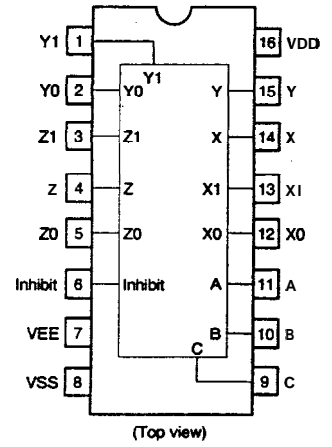 Y1 1 16 VDD
Y1
Y0 2 Y0 Y 15 Y
Z1 3 Z1 X 14 X
Z 4 Z X1 13 XI
Z0 5 Z0 X0 12 X0
Inhibit 6 Inhibit A 11 A
VEE 7 B 10 B
C
VSS 8 9 C
(Top view)